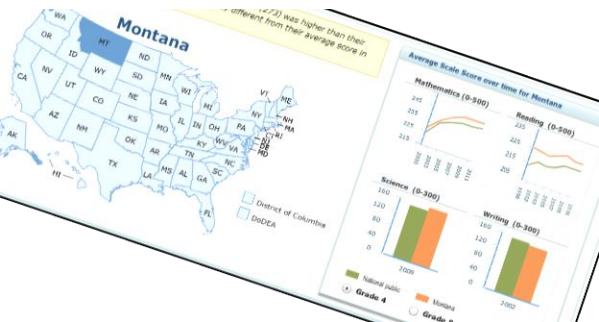 (273) was higher than their
different from their average score in
Montana
WA
OR
CA
NV
ID
MT
UT
AZ
WY
CO
NM
ND
SD
NE
KS
OK
TX
MN
IA
MO
AR
LA
WI
IL
MI
IN
OH
KY
TN
MS
AL
GA
FL
SC
NC
VA
WV
PA
NY
VI
ME
NH
MA
RI
MD
AK
HI
District of Columbia
DoDEA
Average Scale Score over time for Montana
Mathematics (0-500)
245
235
225
215
Reading (0-500)
235
225
215
Science (0-300)
160
120
80
40
0
2009
Writing (0-300)
160
120
80
40
0
2002
National public
Montana
Grade 4